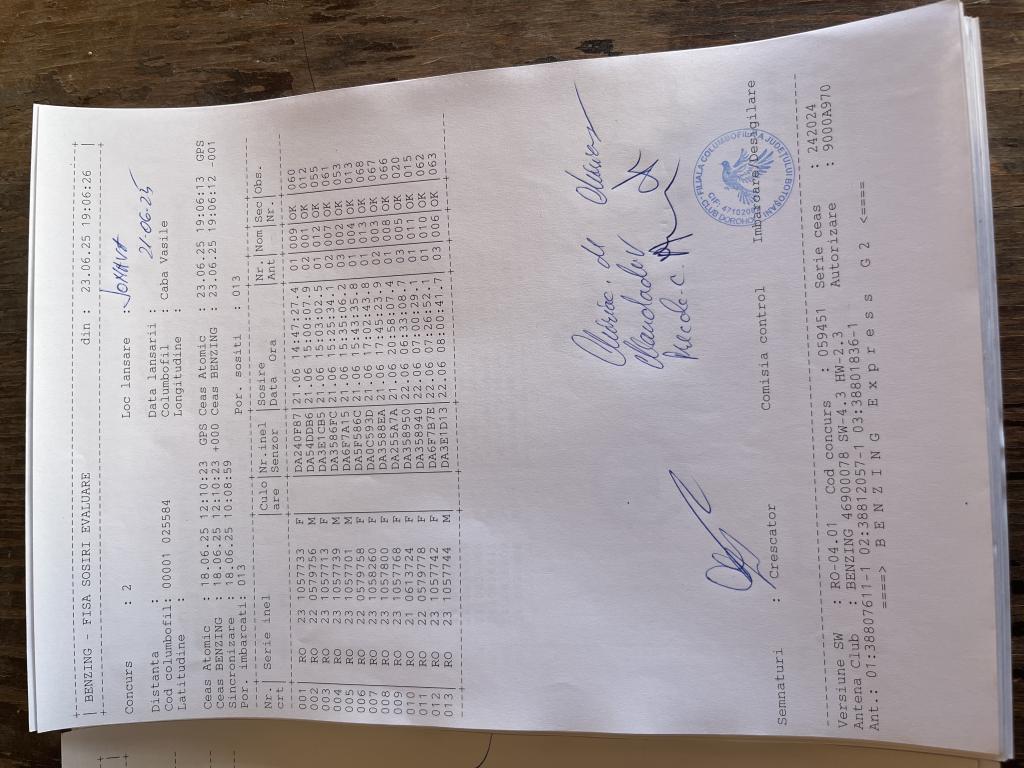 BENZING - FISA SOSIRI EVALUARE din : 23.06.25 19:06:26
Concurs : 2 Loc lansare : JOHAVA
Distanta : Data lansarii : 21-06-25
Cod columbofil: 00001 025584 Columbofil : Caba Vasile
Latitudine : Longitudine :
Ceas Atomic : 18.06.25 12:10:23 GPS Ceas Atomic : 23.06.25 19:06:13 GPS
Ceas BENZING : 18.06.25 12:10:23 +000 Ceas BENZING : 23.06.25 19:06:12 -001
Sincronizare : 18.06.25 10:08:59
Por. imbarcati: 013 Por. sositi : 013
Nr. Serie inel Culo Nr.inel Sosire Nr. Nom Sec Obs.
crt are Senzor Data Ora Ant Nr.
001 RO 23 1057733 F DA240F87 21.06 14:47:27.4 01 009 OK 060
002 RO 22 0579756 M DA54DDB6 21.06 15:00:07.9 02 001 OK 012
003 RO 23 1057713 F DA3E1CB5 21.06 15:03:02.5 01 012 OK 055
004 RO 23 1057739 M DA3586FC 21.06 15:25:34.1 02 007 OK 061
005 RO 23 1057701 M DA6F7A15 21.06 15:35:06.2 03 002 OK 053
006 RO 22 0579758 F DA5F586C 21.06 15:43:35.8 01 004 OK 013
007 RO 23 1058260 F DA0C593D 21.06 17:02:43.8 01 013 OK 068
008 RO 23 1057800 F DA3588EA 21.06 17:45:23.9 02 003 OK 067
009 RO 23 1057768 F DA255A7A 21.06 20:58:07.4 01 008 OK 066
010 RO 21 0613724 F DA358950 22.06 06:33:08.7 03 005 OK 020
011 RO 22 0579778 F DA358940 22.06 07:00:29.1 01 011 OK 015
012 RO 23 1057742 F DA6F7B7E 22.06 07:26:52.1 01 010 OK 062
013 RO 23 1057744 M DA3E1D13 22.06 08:00:41.7 03 006 OK 063
Semnaturi : Crescator Comisia control Imbarcare/Desigilare
FILIALA COLUMBOFILA A JUDETULUI BOTOSANI
Versiune SW : RO-04.01 Cod concurs : 059451 Serie ceas : 242024
Antena Club : BENZING 46900078 SW-4.3 HW-2.3 Autorizare : 9000A970
Ant.: 01:38807611-1 02:38812057-1 03:38801836-1
====> B E N Z I N G E x p r e s s G 2 <====